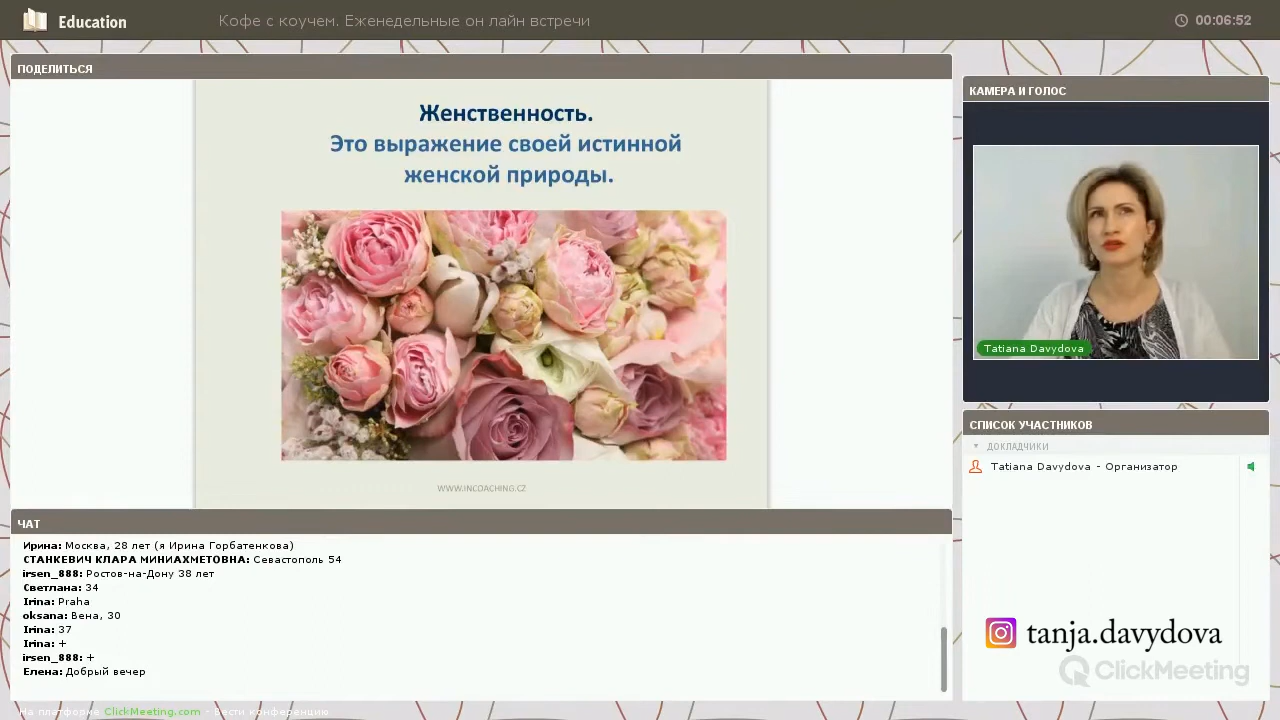 Education
Кофе с коучем. Еженедельные он лайн встречи
00:06:52
ПОДЕЛИТЬСЯ
Женственность.
Это выражение своей истинной
женской природы.
WWW.INCOACHING.CZ
КАМЕРА И ГОЛОС
Tatiana Davydova
СПИСОК УЧАСТНИКОВ
ДОКЛАДЧИКИ
Tatiana Davydova - Организатор
tanja.davydova
ClickMeeting
ЧАТ
Ирина: Москва, 28 лет (я Ирина Горбатенкова)
СТАНКЕВИЧ КЛАРА МИНИАХМЕТОВНА: Севастополь 54
irsen_888: Ростов-на-Дону 38 лет
Светлана: 34
Irina: Praha
oksana: Вена, 30
Irina: 37
Irina: +
irsen_888: +
Елена: Добрый вечер
На платформе ClickMeeting.com - Вести конференцию